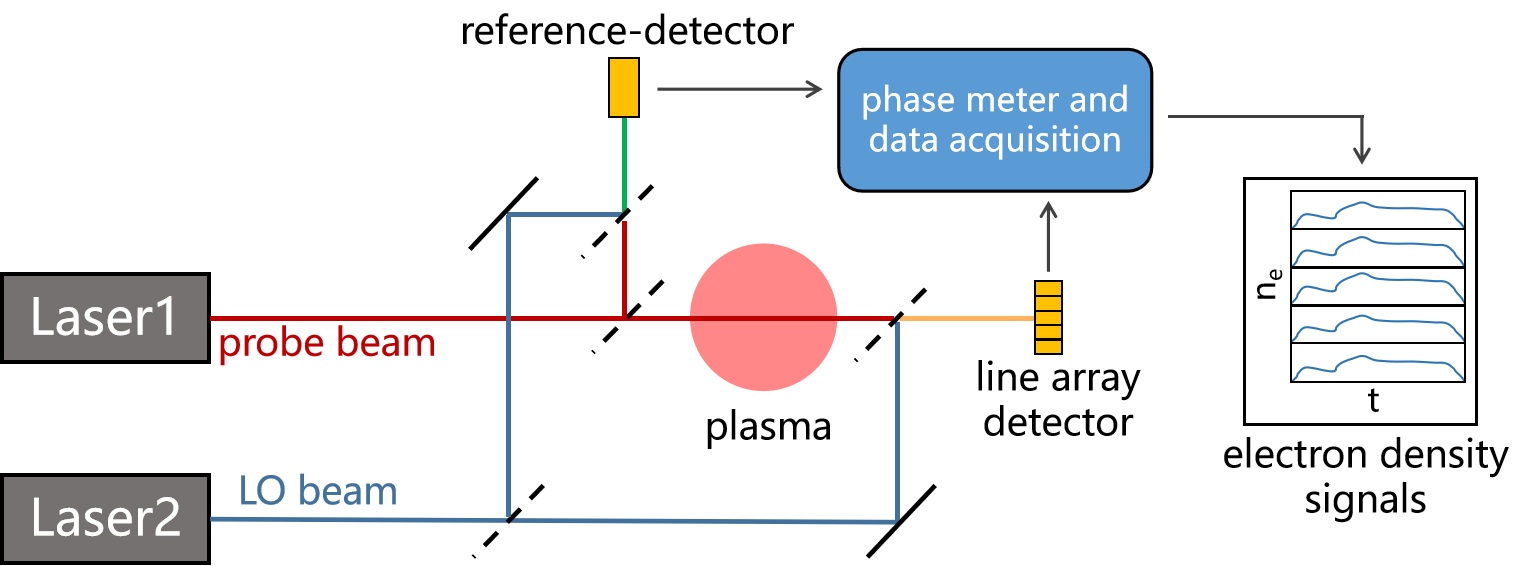 reference-detector
phase meter and
data acquisition
Laser1
probe beam
plasma
line array
detector
n_e
t
electron density
signals
Laser2
LO beam